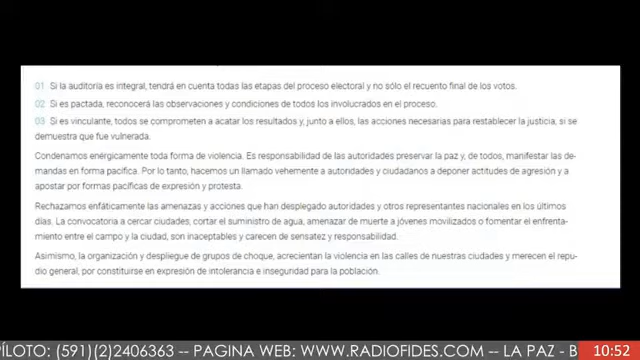 01 Si la auditoría es integral, tendrá en cuenta todas las etapas del proceso electoral y no sólo el recuento final de los votos.
02 Si es pactada, reconocerá las observaciones y condiciones de todos los involucrados en el proceso.
03 Si es vinculante, todos se comprometen a acatar los resultados y, junto a ellos, las acciones necesarias para restablecer la justicia, si se
demuestra que fue vulnerada.
Condenamos enérgicamente toda forma de violencia. Es responsabilidad de las autoridades preservar la paz y, de todos, manifestar las de-
mandas en forma pacífica. Por lo tanto, hacemos un llamado vehemente a autoridades y ciudadanos a deponer actitudes de agresión y a
apostar por formas pacíficas de expresión y protesta.
Rechazamos enfáticamente las amenazas y acciones que han desplegado autoridades y otros representantes nacionales en los últimos
días. La convocatoria a cercar ciudades, cortar el suministro de agua, amenazar de muerte a jóvenes movilizados o fomentar el enfrenta-
miento entre el campo y la ciudad, son inaceptables y carecen de sensatez y responsabilidad.
Asimismo, la organización y despliegue de grupos de choque, acrecientan la violencia en las calles de nuestras ciudades y merecen el repu-
dio general, por constituirse en expresión de intolerancia e inseguridad para la población.
PÍLOTO: (591)(2)2406363 -- PAGINA WEB: WWW.RADIOFIDES.COM -- LA PAZ - B
10:52